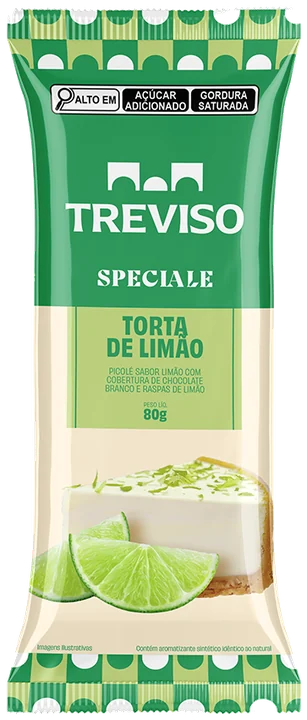 ALTO EM
AÇÚCAR
ADICIONADO
GORDURA
SATURADA
TREVISO
SPECIALE
TORTA
DE LIMÃO
PICOLÉ SABOR LIMÃO COM
COBERTURA DE CHOCOLATE
BRANCO E RASPAS DE LIMÃO
PESO LÍQ.
80g
Imagens Ilustrativas
Contém aromatizante sintético idêntico ao natural